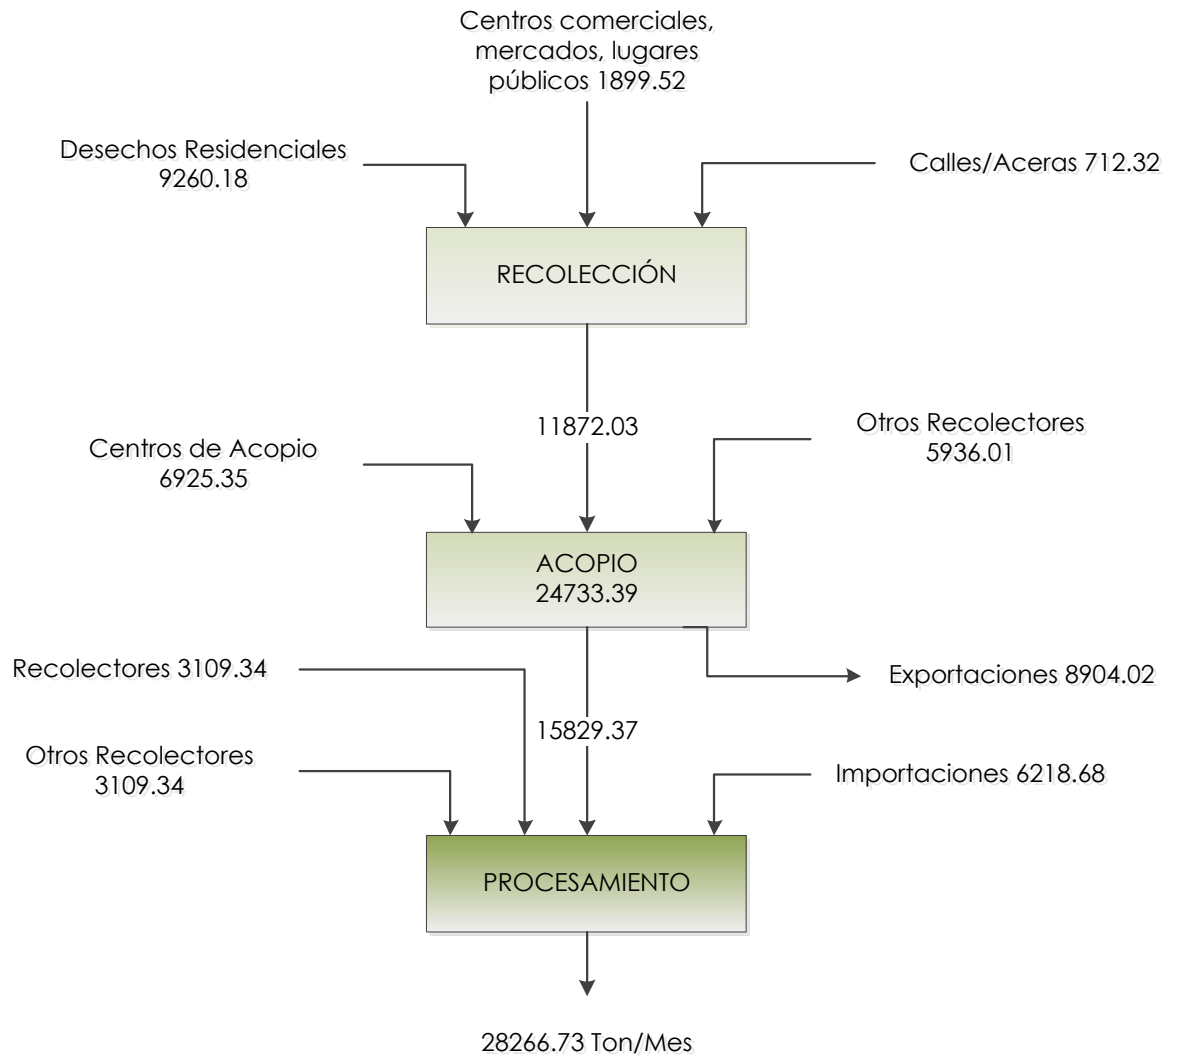 Centros comerciales,
mercados, lugares
públicos 1899.52
Desechos Residenciales
9260.18
Calles/Aceras 712.32
RECOLECCIÓN
11872.03
Otros Recolectores
5936.01
Centros de Acopio
6925.35
ACOPIO
24733.39
Recolectores 3109.34
Exportaciones 8904.02
15829.37
Otros Recolectores
3109.34
Importaciones 6218.68
PROCESAMIENTO
28266.73 Ton/Mes